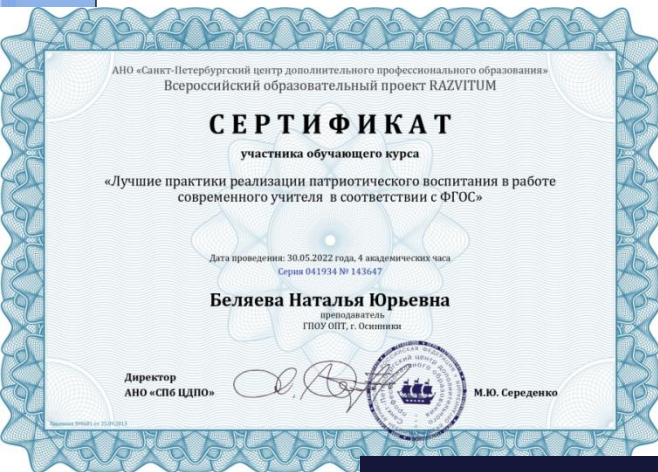 АНО «Санкт-Петербургский центр дополнительного профессионального образования»
Всероссийский образовательный проект RAZVITUM
СЕРТИФИКАТ
участника обучающего курса
«Лучшие практики реализации патриотического воспитания в работе
современного учителя в соответствии с ФГОС»
Дата проведения: 30.05.2022 года, 4 академических часа
Серия 041934 № 143647
Беляева Наталья Юрьевна
преподаватель
ГПОУ ОПТ, г. Осинники
Директор
АНО «СПб ЦДПО»
М.Ю. Середенко